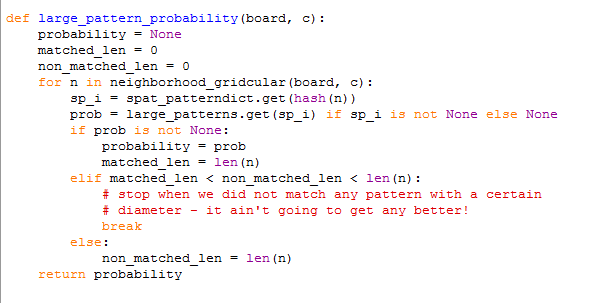 def large_pattern_probability(board, c):
    probability = None
    matched_len = 0
    non_matched_len = 0
    for n in neighborhood_gridcular(board, c):
        sp_i = spat_patterndict.get(hash(n))
        prob = large_patterns.get(sp_i) if sp_i is not None else None
        if prob is not None:
            probability = prob
            matched_len = len(n)
        elif matched_len < non_matched_len < len(n):
            # stop when we did not match any pattern with a certain
            # diameter - it ain't going to get any better!
            break
        else:
            non_matched_len = len(n)
    return probability